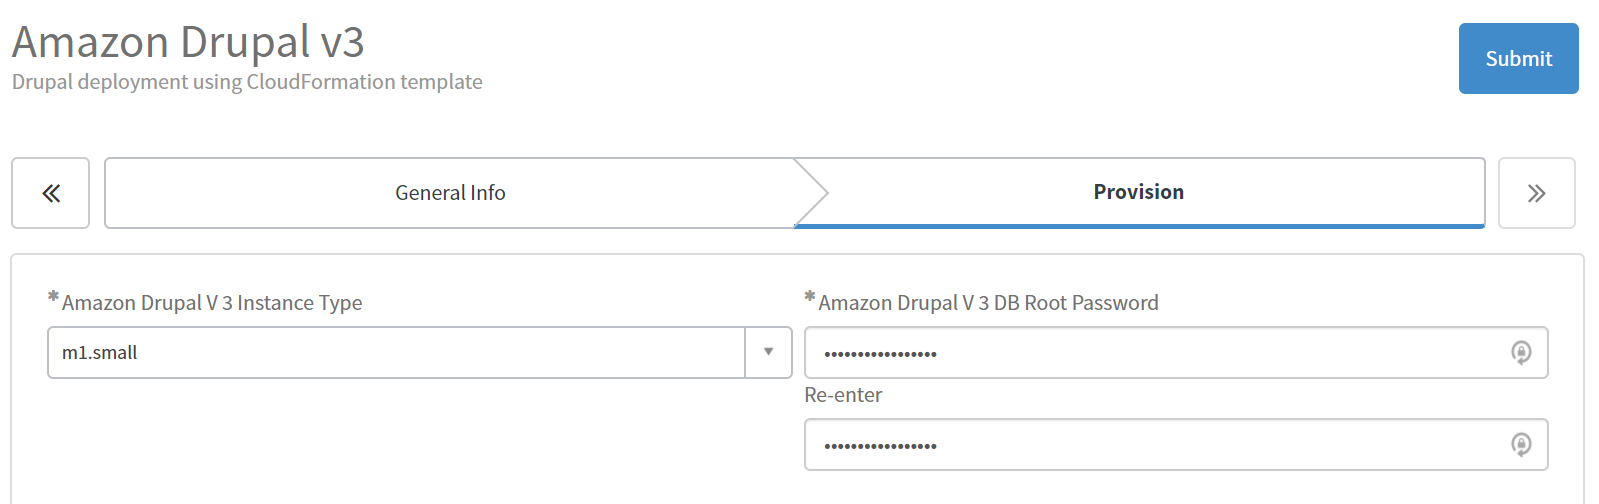 Amazon Drupal v3
Drupal deployment using CloudFormation template
Submit
«
General Info
Provision
»
* Amazon Drupal V 3 Instance Type
* Amazon Drupal V 3 DB Root Password
m1.small
•••••••••••••••••
Re-enter
•••••••••••••••••